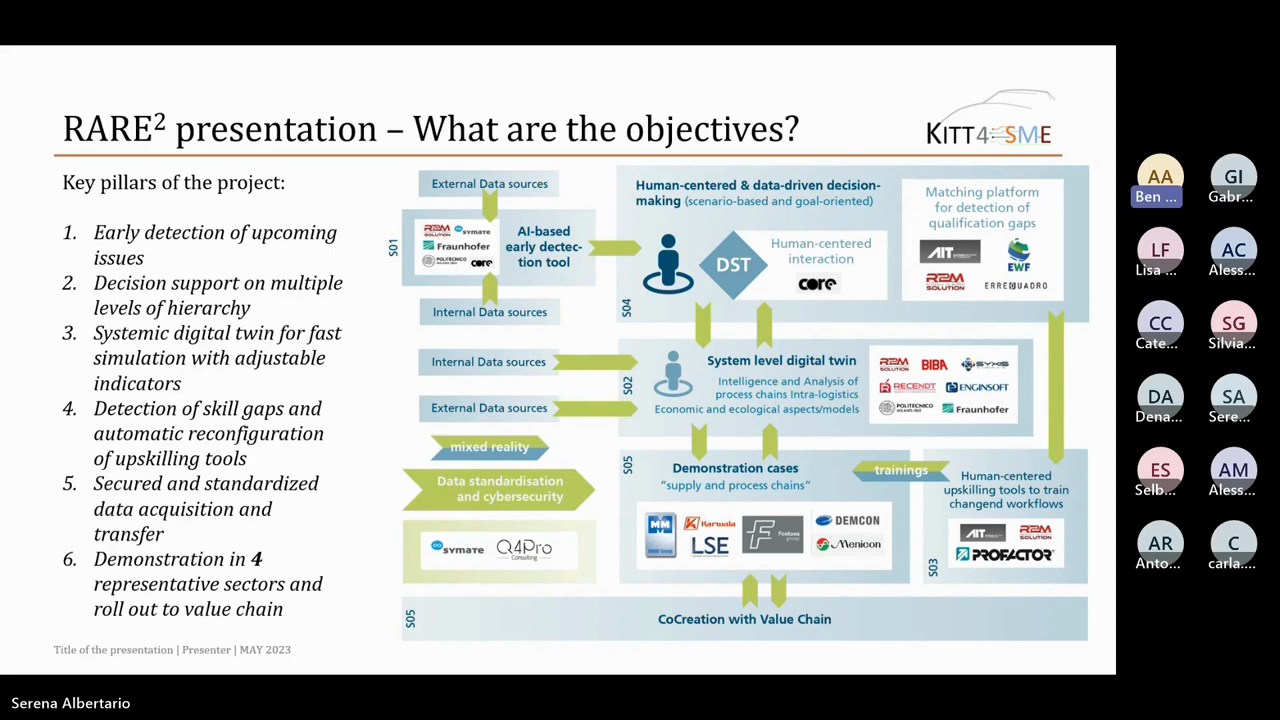 RARE² presentation – What are the objectives?
KITT4SME
Key pillars of the project:
1. Early detection of upcoming
issues
2. Decision support on multiple
levels of hierarchy
3. Systemic digital twin for fast
simulation with adjustable
indicators
4. Detection of skill gaps and
automatic reconfiguration
of upskilling tools
5. Secured and standardized
data acquisition and
transfer
6. Demonstration in 4
representative sectors and
roll out to value chain
External Data sources
S01
R2M
SOLUTION
symate
Fraunhofer
POLITECNICO
core
AI-based
early detec-
tion tool
Internal Data sources
Human-centered & data-driven decision-
making (scenario-based and goal-oriented)
DST
Human-centered
interaction
core
S04
Matching platform
for detection of
qualification gaps
AIT
EWF
R2M
SOLUTION
ERREQUADRO
Internal Data sources
External Data sources
S02
System level digital twin
Intelligence and Analysis of
process chains Intra-logistics
Economic and ecological aspects/models
R2M
SOLUTION
BIBA
SYXIS
RECENDT
ENGINSOFT
POLITECNICO
Fraunhofer
mixed reality
Data standardisation
and cybersecurity
symate
Q4Pro
Consulting
S05
Demonstration cases
“supply and process chains”
MM
Karwala
LSE
Fontana
DEMCON
Menicon
trainings
Human-centered
upskilling tools to train
changend workflows
AIT
R2M
SOLUTION
PROFACTOR
S03
S05
CoCreation with Value Chain
Title of the presentation | Presenter | MAY 2023
AA
Ben ...
GI
Gabr...
LF
Lisa ...
AC
Aless...
CC
Cate...
SG
Silvia...
DA
Dena...
SA
Sere...
ES
Selb...
AM
Aless...
AR
Anto...
C
carla....
Serena Albertario